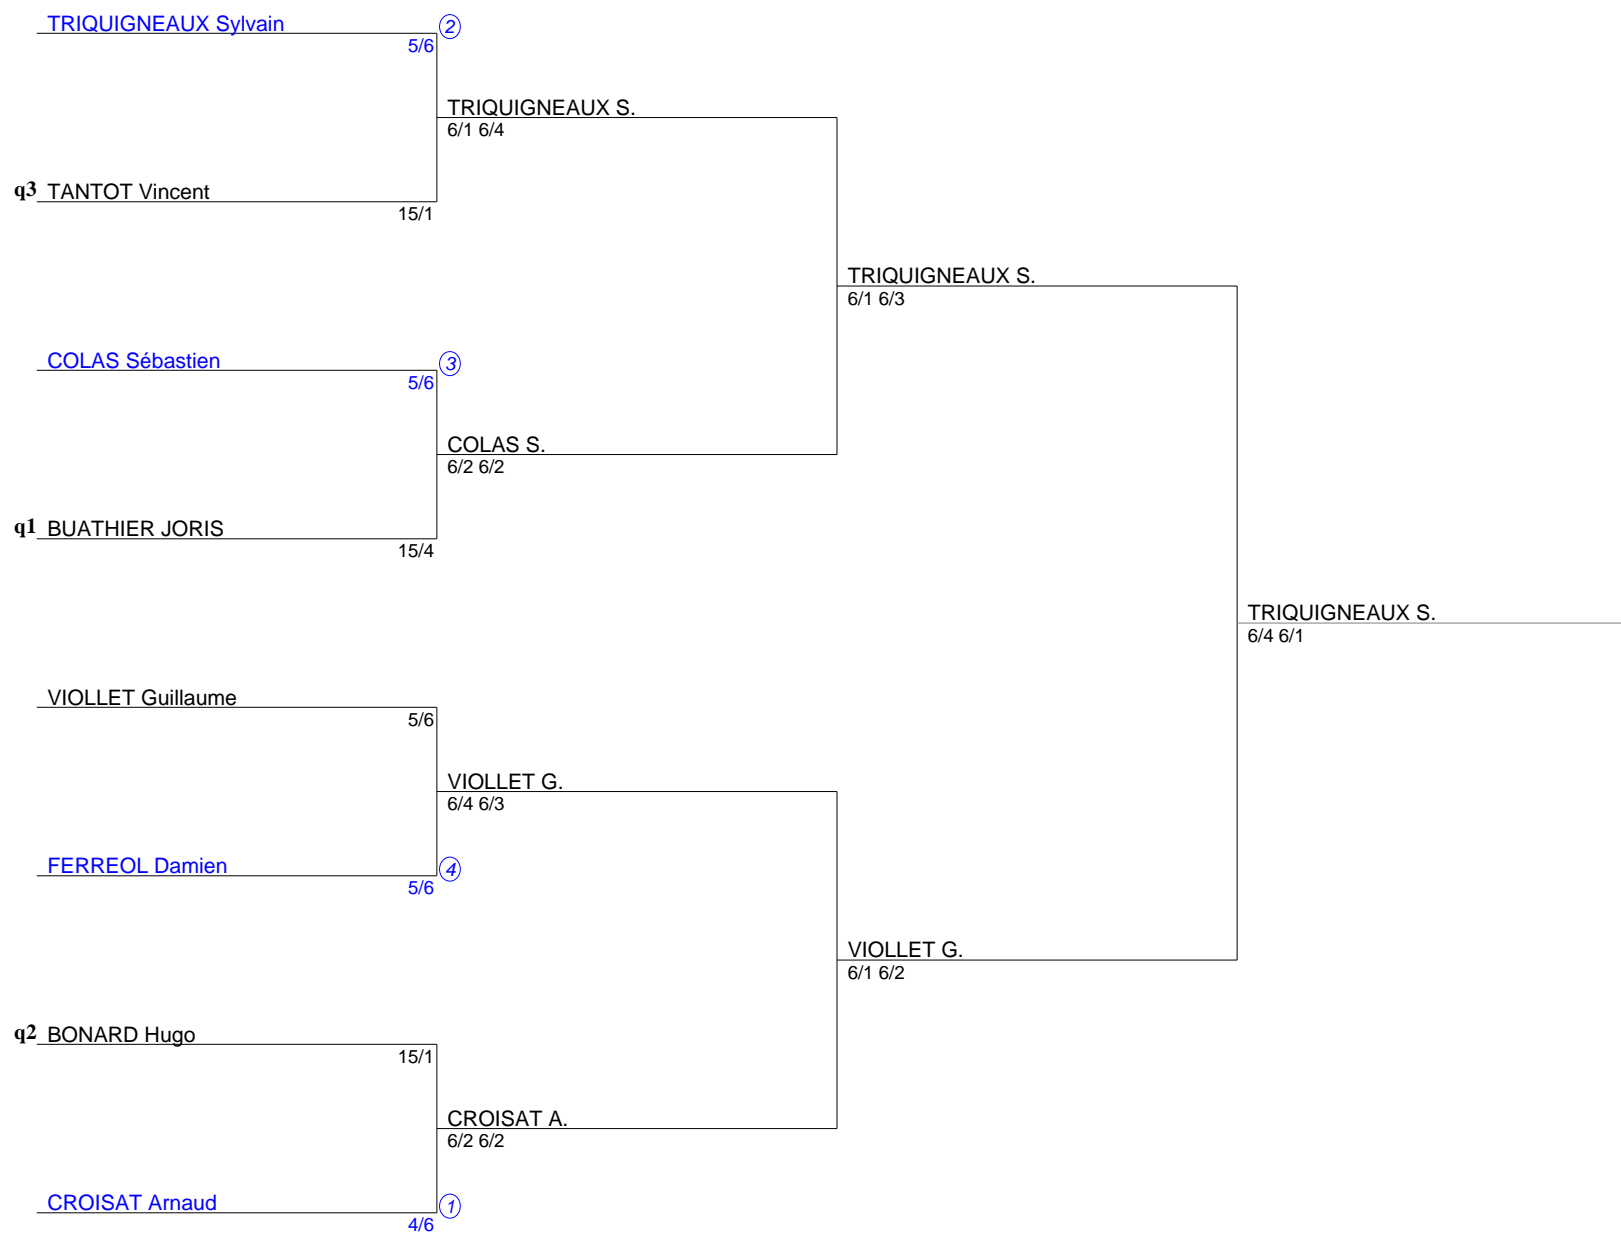 TRIQUIGNEAUX Sylvain 2
5/6
TRIQUIGNEAUX S.
6/1 6/4
q3 TANTOT Vincent
15/1
TRIQUIGNEAUX S.
6/1 6/3
COLAS Sébastien 3
5/6
COLAS S.
6/2 6/2
q1 BUATHIER JORIS
15/4
TRIQUIGNEAUX S.
6/4 6/1
VIOLLET Guillaume
5/6
VIOLLET G.
6/4 6/3
FERREOL Damien 4
5/6
VIOLLET G.
6/1 6/2
q2 BONARD Hugo
15/1
CROISAT A.
6/2 6/2
CROISAT Arnaud 1
4/6